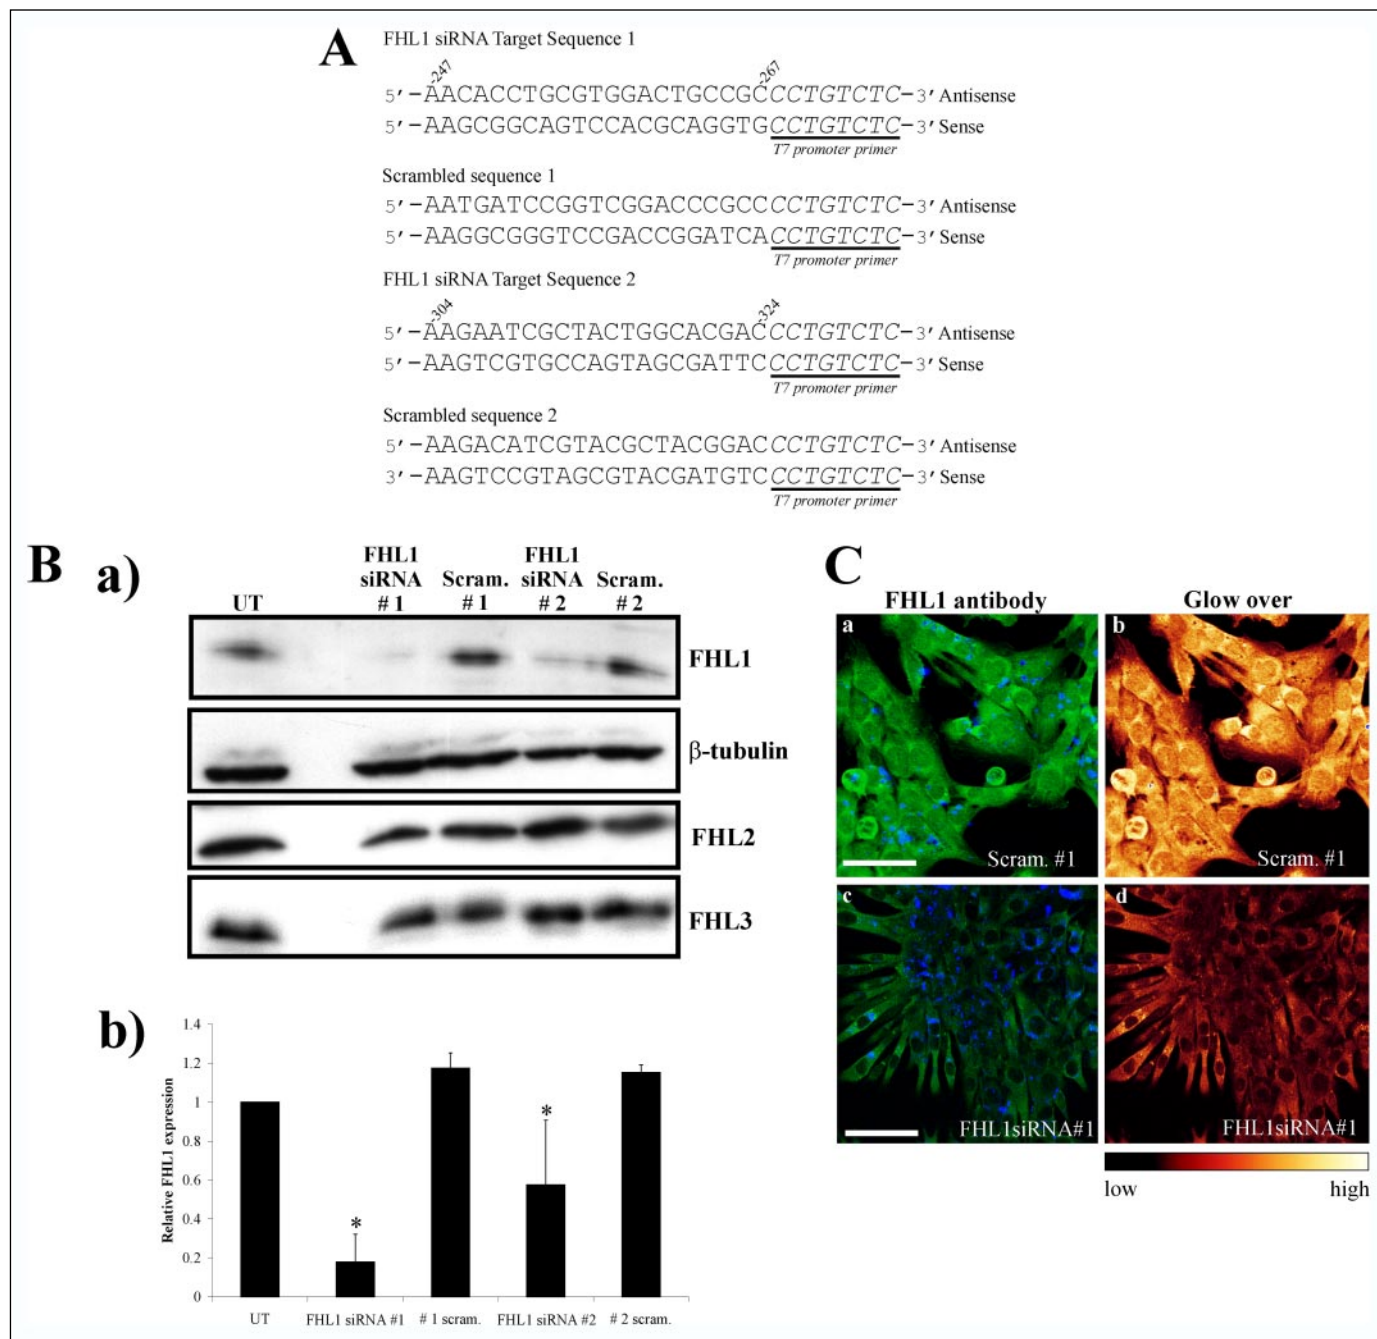 A
FHL1 siRNA Target Sequence 1
-247 -267
5'-AACACCTGCGTGGACTGCCGCCCTGTCTC-3' Antisense
5'-AAGCGGCAGTCCACGCAGGTGCCTGTCTC-3' Sense
T7 promoter primer
Scrambled sequence 1
5'-AATGATCCGGTCGGACCCGCCCCTGTCTC-3' Antisense
5'-AAGGCGGGTCCGACCGGATCACCTGTCTC-3' Sense
T7 promoter primer
FHL1 siRNA Target Sequence 2
-304 -324
5'-AAGAATCGCTACTGGCACGACCCTGTCTC-3' Antisense
5'-AAGTCGTGCCAGTAGCGATTCCCTGTCTC-3' Sense
T7 promoter primer
Scrambled sequence 2
5'-AAGACATCGTACGCTACGGACCCTGTCTC-3' Antisense
3'-AAGTCCGTAGCGTACGATGTCCCTGTCTC-3' Sense
T7 promoter primer
B a)
UT FHL1 siRNA #1 Scram. #1 FHL1 siRNA #2 Scram. #2
FHL1
β-tubulin
FHL2
FHL3
b)
Relative FHL1 expression
1.4
1.2
1
0.8
0.6
0.4
0.2
0
* *
UT FHL1 siRNA #1 # 1 scram. FHL1 siRNA #2 # 2 scram.
C
FHL1 antibody Glow over
a b
Scram. #1 Scram. #1
c d
FHL1siRNA#1 FHL1siRNA#1
low high